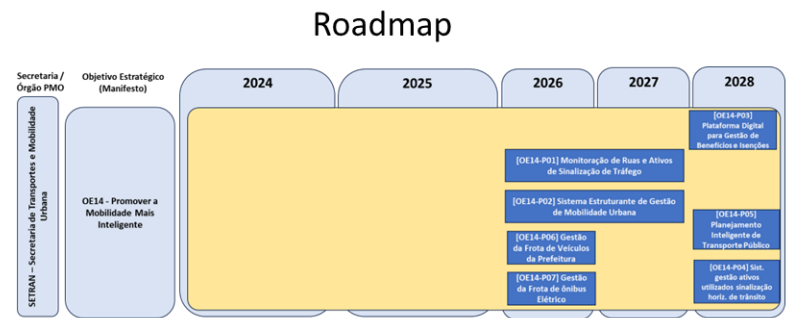 Roadmap
Secretaria /
Órgão PMO
Objetivo Estratégico
(Manifesto)
2024
2025
2026
2027
2028
SETRAN – Secretaria de Transportes e Mobilidade
Urbana
OE14 - Promover a
Mobilidade Mais
Inteligente
[OE14-P03]
Plataforma Digital
para Gestão de
Benefícios e Isenções
[OE14-P01] Monitoração de Ruas e Ativos
de Sinalização de Tráfego
[OE14-P02] Sistema Estruturante de Gestão
de Mobilidade Urbana
[OE14-P06] Gestão
da Frota de Veículos
da Prefeitura
[OE14-P05]
Planejamento
Inteligente de
Transporte Público
[OE14-P07] Gestão
da Frota de ônibus
Elétrico
[OE14-P04] Sist.
gestão ativos
utilizados sinalização
horiz. de trânsito